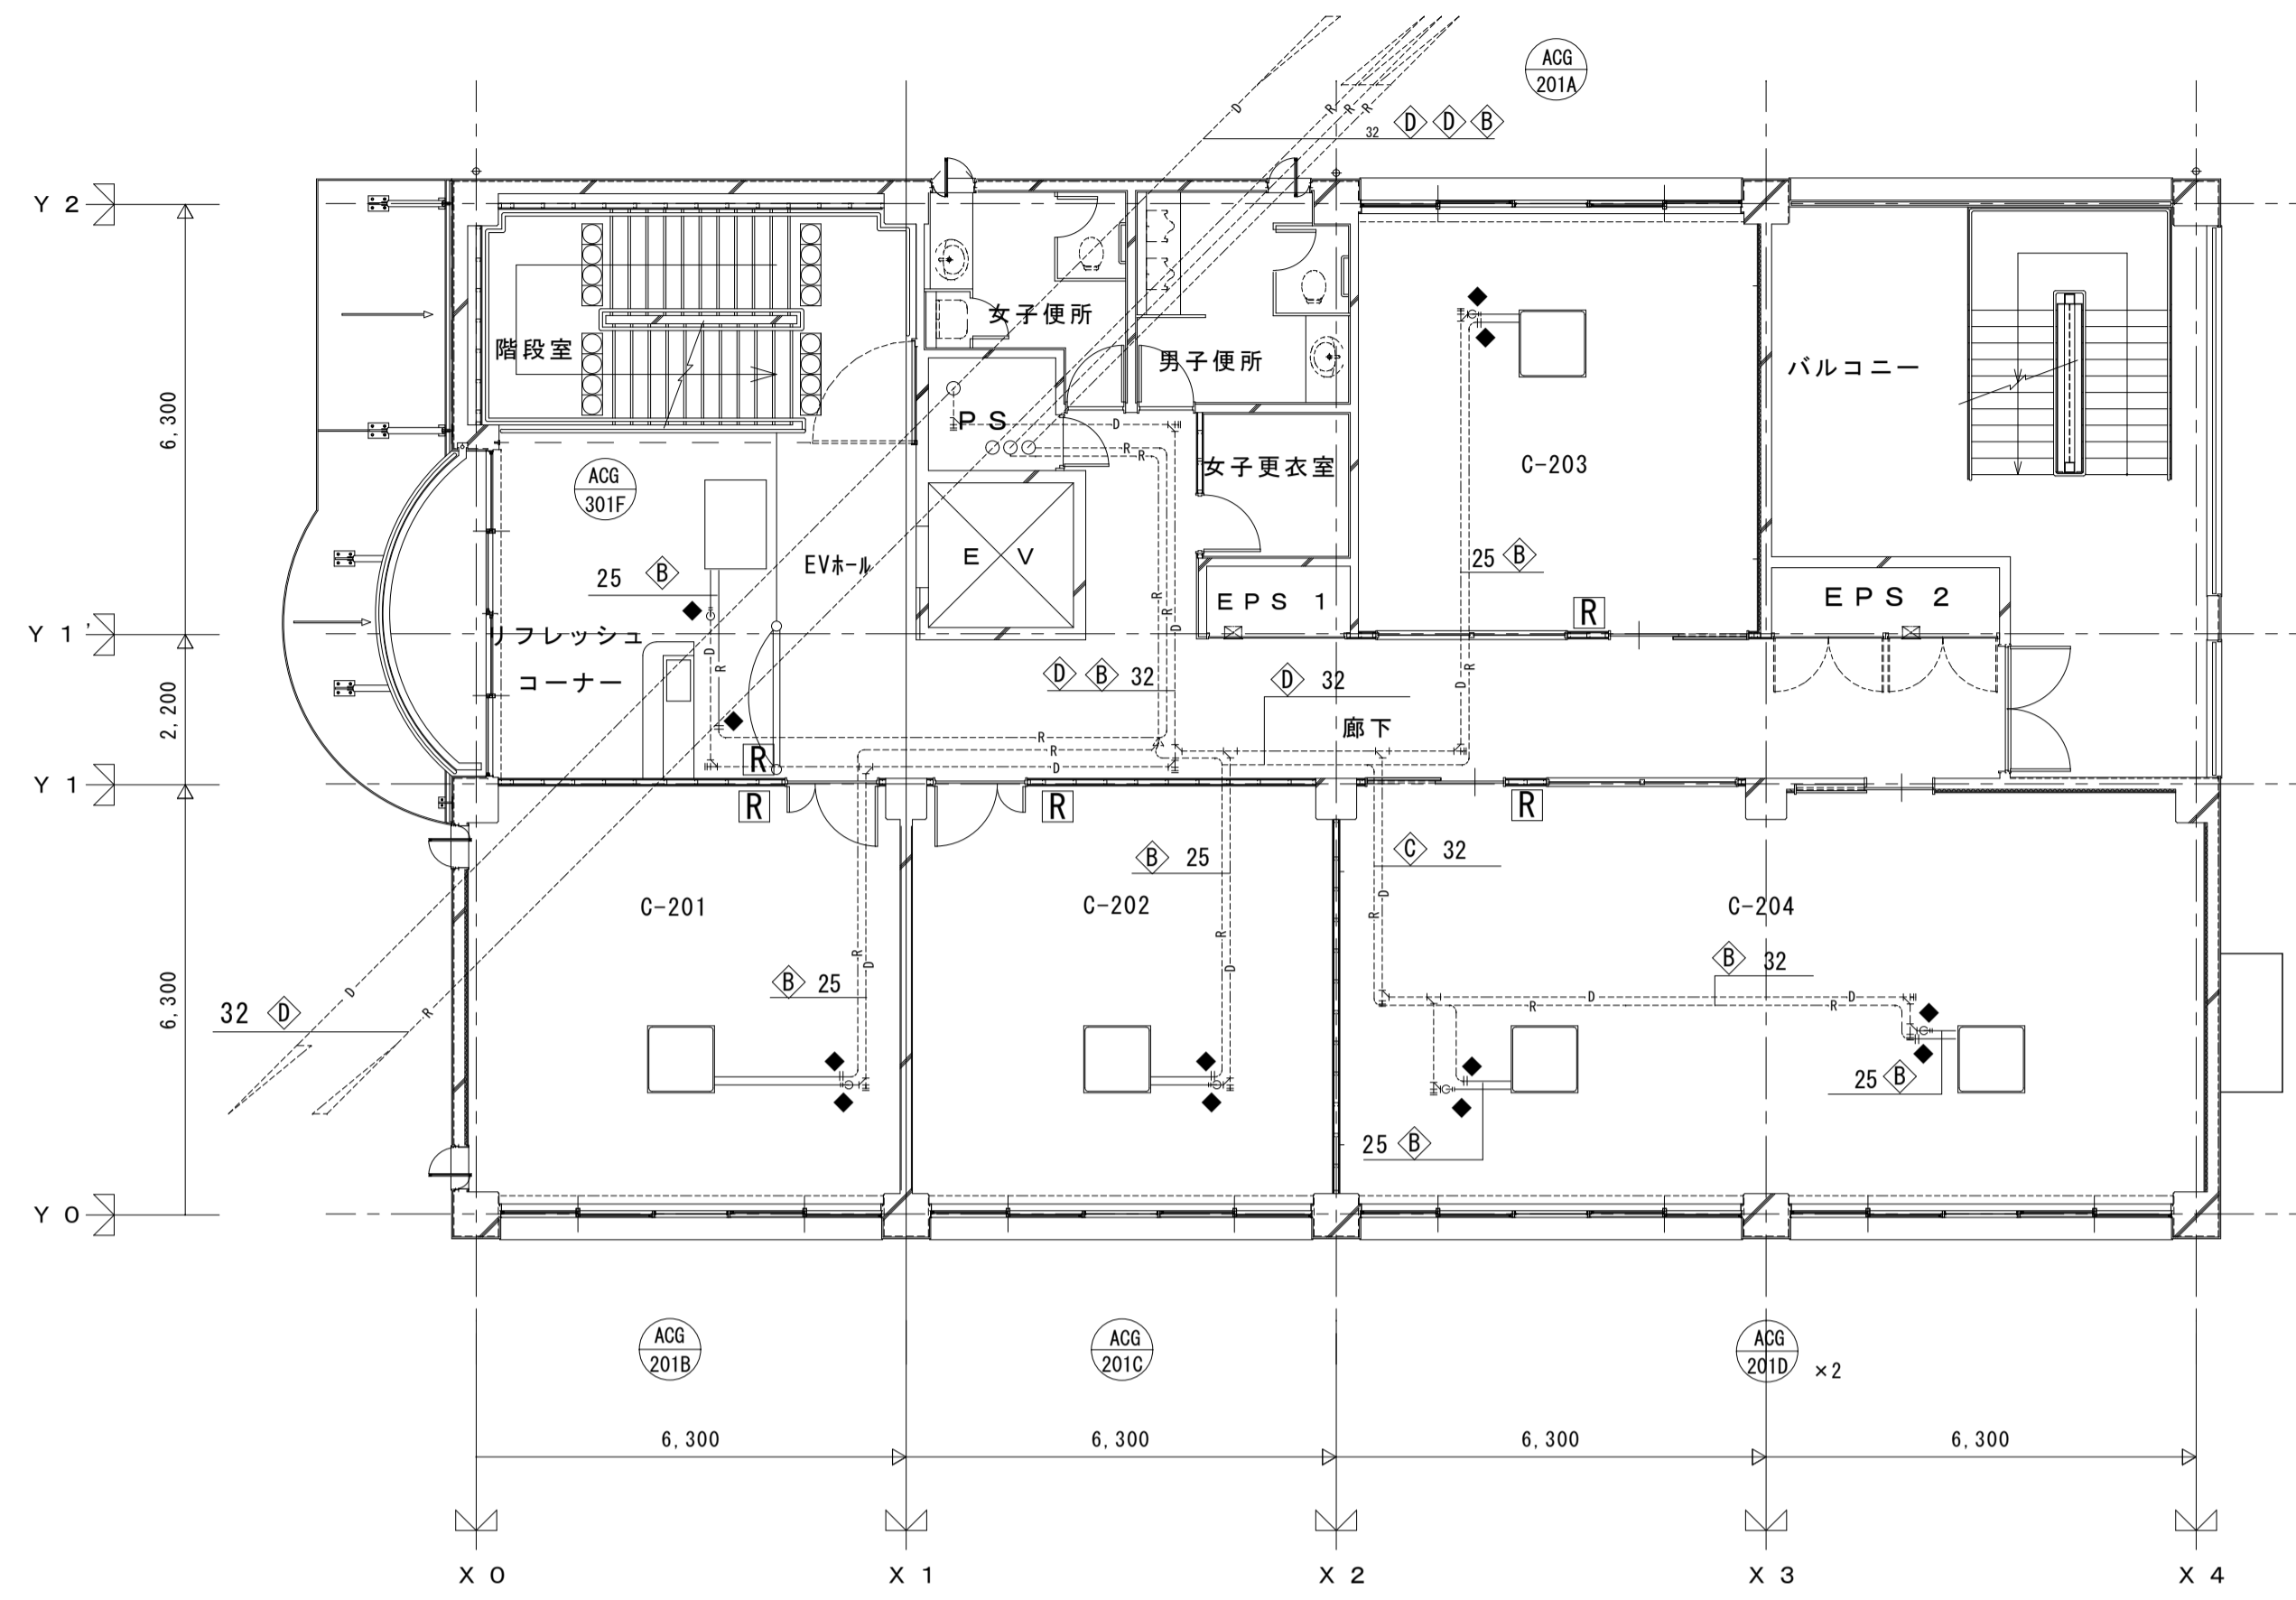 ACG
201A
D
R
R
R
32 D D B
Y 2
女子便所
階段室
男子便所
バルコニー
6,300
P S
D
R
R
女子更衣室
C-203
ACG
301F
EVホール
E V
25 B
25 B
E P S 1
R
E P S 2
R
R
D
Y 1'
リフレッシュ
コーナー
D
R
D B 32
D 32
R
D
2,200
廊下
R
R
R
D
Y 1
R
R
R
B 25
C 32
D
R
C-201
C-202
C-204
R
D
R
D
B 25
B 32
6,300
D
R
D
R
D
R
32 D
25 B
25 B
Y 0
ACG
201B
ACG
201C
ACG
201D
×2
6,300
6,300
6,300
6,300
X 0
X 1
X 2
X 3
X 4